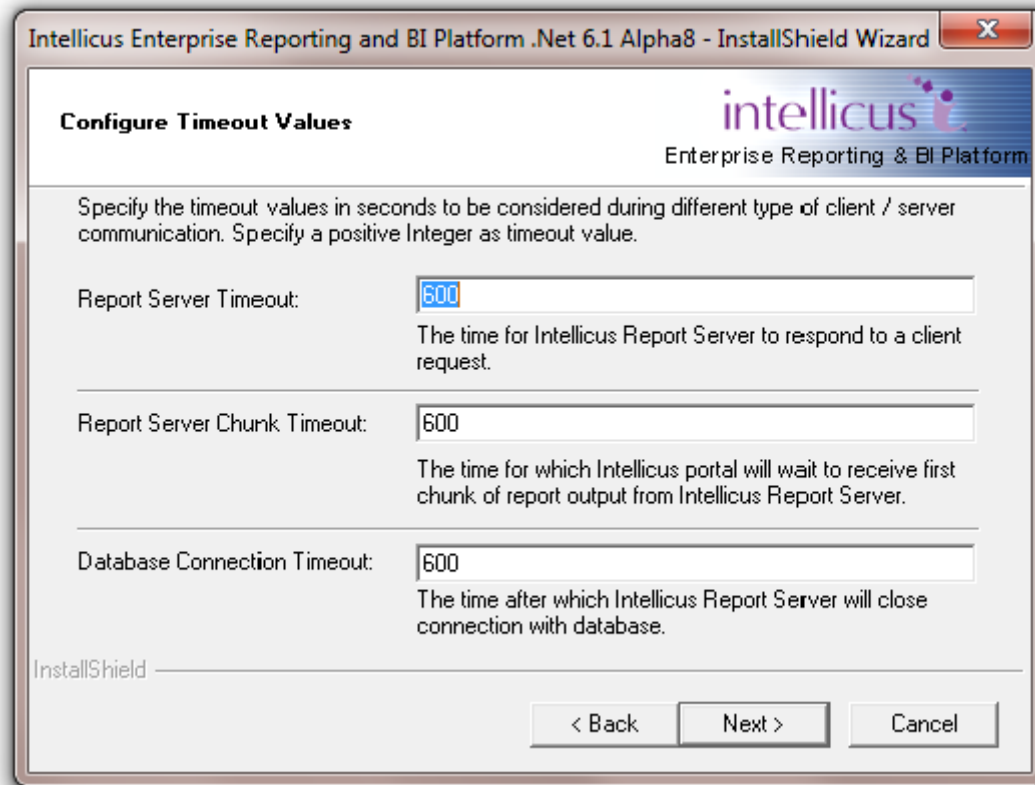 Intellicus Enterprise Reporting and BI Platform .Net 6.1 Alpha8 - InstallShield Wizard
x
Configure Timeout Values
intellicus i
Enterprise Reporting & BI Platform
Specify the timeout values in seconds to be considered during different type of client / server
communication. Specify a positive Integer as timeout value.
Report Server Timeout:
600
The time for Intellicus Report Server to respond to a client
request.
Report Server Chunk Timeout:
600
The time for which Intellicus portal will wait to receive first
chunk of report output from Intellicus Report Server.
Database Connection Timeout:
600
The time after which Intellicus Report Server will close
connection with database.
InstallShield
< Back
Next >
Cancel